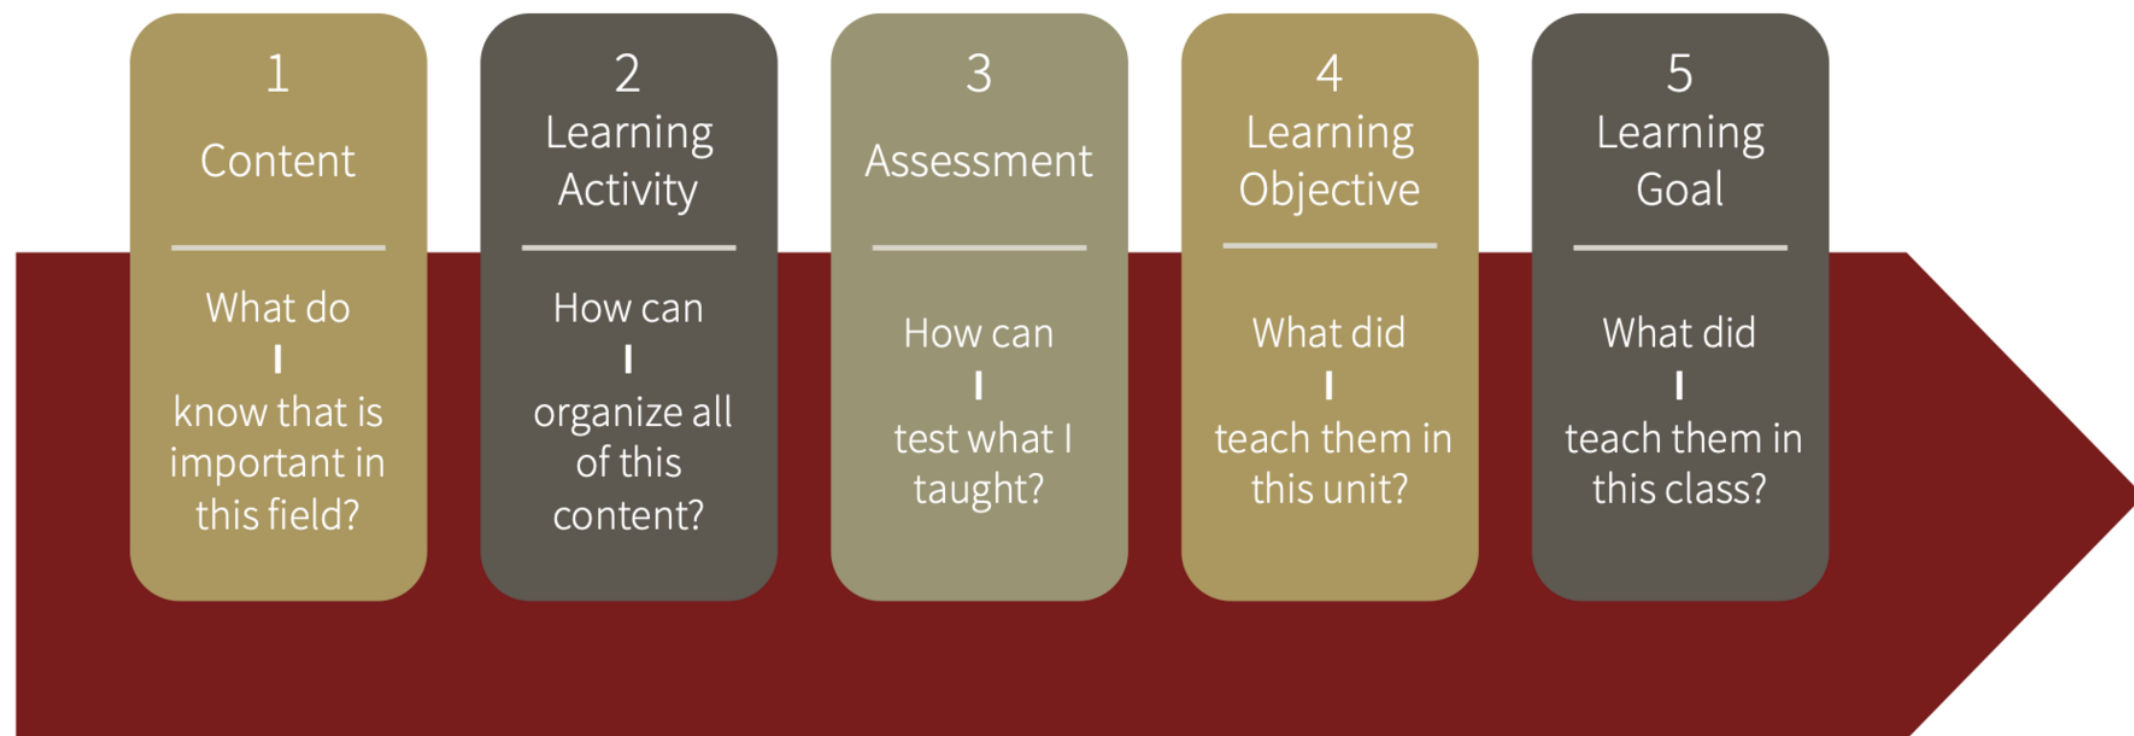 1
Content
What do
I
know that is
important in
this field?
2
Learning
Activity
How can
I
organize all
of this
content?
3
Assessment
How can
I
test what I
taught?
4
Learning
Objective
What did
I
teach them in
this unit?
5
Learning
Goal
What did
I
teach them in
this class?